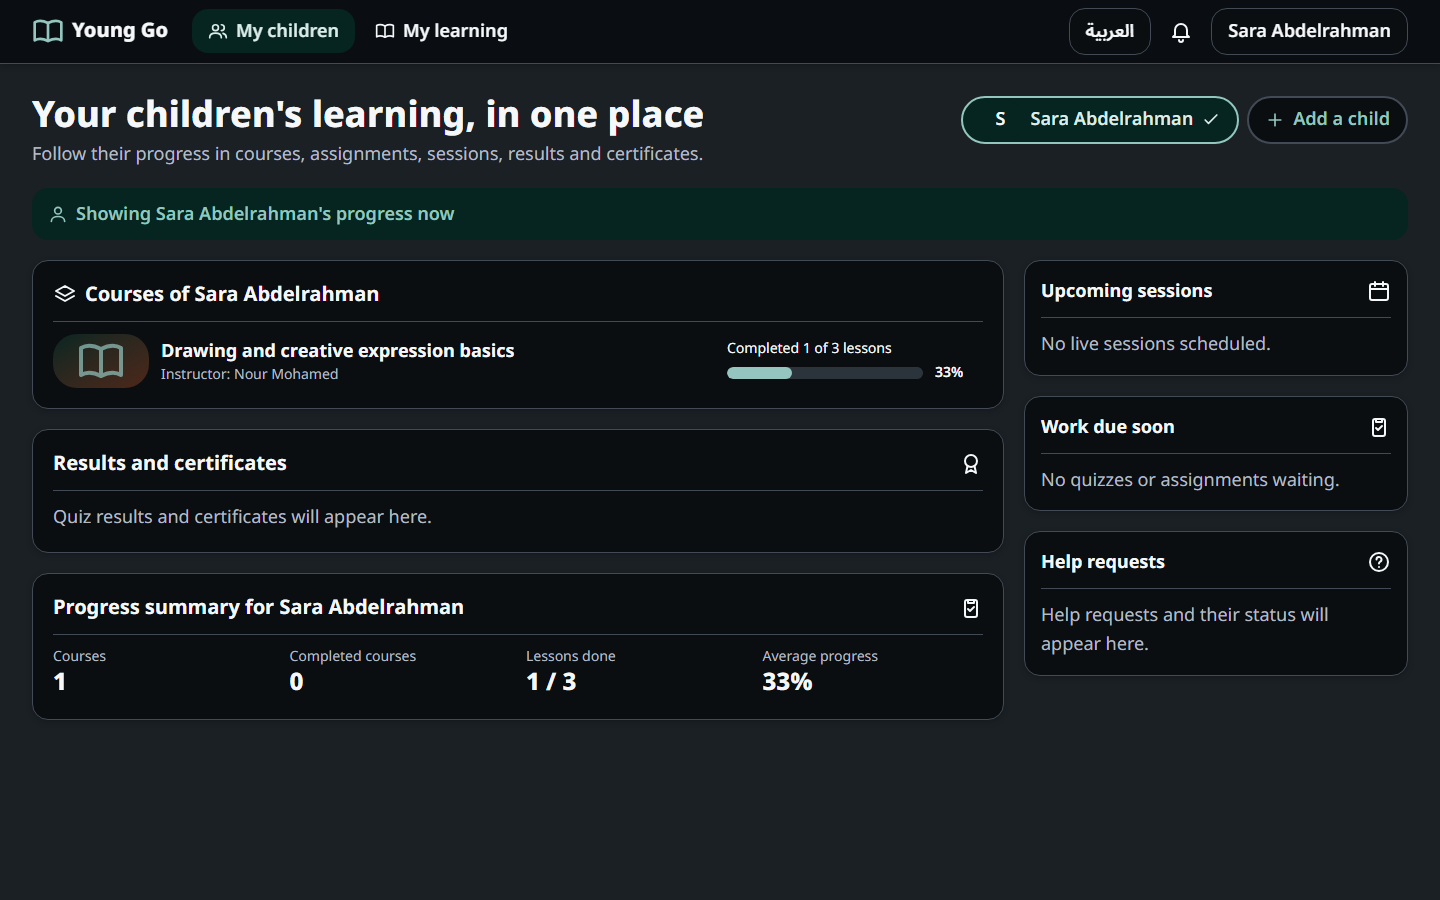 Young Go
My children
My learning
العربية
Sara Abdelrahman
Your children's learning, in one place
Follow their progress in courses, assignments, sessions, results and certificates.
S Sara Abdelrahman
Add a child
Showing Sara Abdelrahman's progress now
Courses of Sara Abdelrahman
Drawing and creative expression basics
Instructor: Nour Mohamed
Completed 1 of 3 lessons
33%
Results and certificates
Quiz results and certificates will appear here.
Progress summary for Sara Abdelrahman
Courses
1
Completed courses
0
Lessons done
1 / 3
Average progress
33%
Upcoming sessions
No live sessions scheduled.
Work due soon
No quizzes or assignments waiting.
Help requests
Help requests and their status will
appear here.